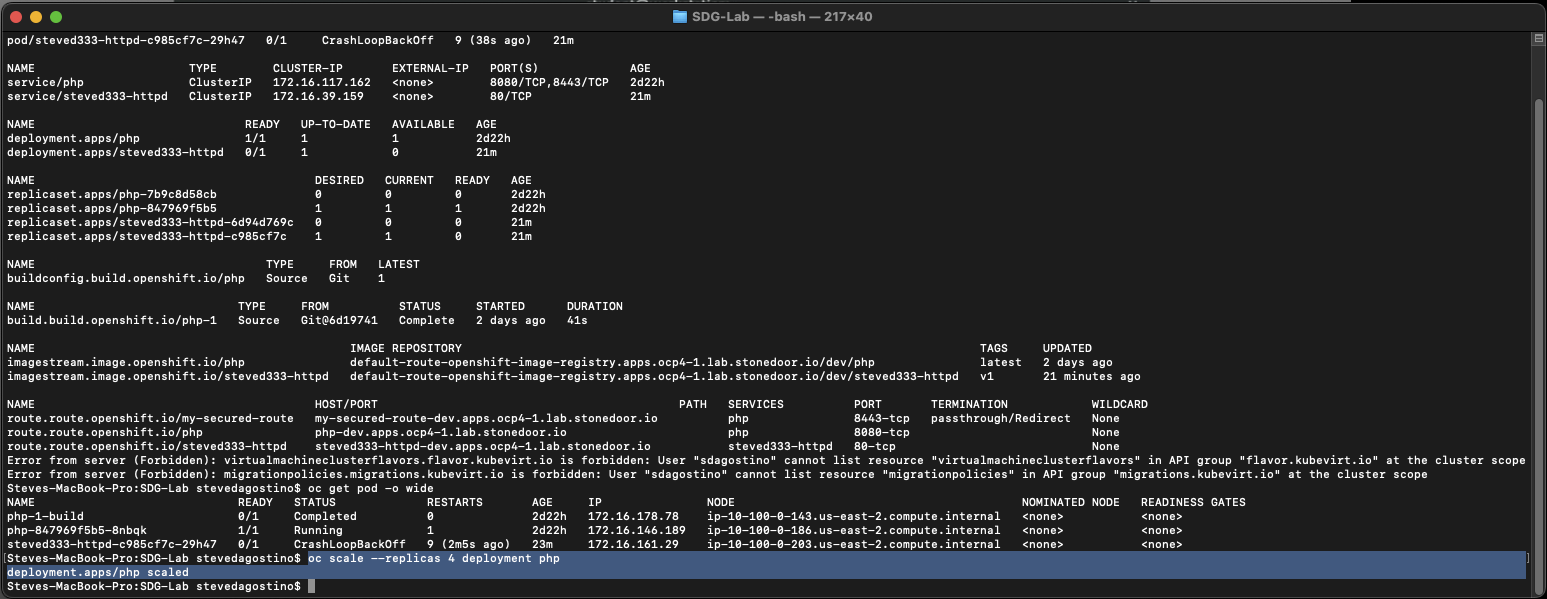 SDG-Lab — -bash — 217×40
pod/steved333-httpd-c985cf7c-29h47 0/1 CrashLoopBackOff 9 (38s ago) 21m
NAME TYPE CLUSTER-IP EXTERNAL-IP PORT(S) AGE
service/php ClusterIP 172.16.117.162 <none> 8080/TCP,8443/TCP 2d22h
service/steved333-httpd ClusterIP 172.16.39.159 <none> 80/TCP 21m
NAME READY UP-TO-DATE AVAILABLE AGE
deployment.apps/php 1/1 1 1 2d22h
deployment.apps/steved333-httpd 0/1 1 0 21m
NAME DESIRED CURRENT READY AGE
replicaset.apps/php-7b9c8d58cb 0 0 0 2d22h
replicaset.apps/php-847969f5b5 1 1 1 2d22h
replicaset.apps/steved333-httpd-6d94d769c 0 0 0 21m
replicaset.apps/steved333-httpd-c985cf7c 1 1 0 21m
NAME TYPE FROM LATEST
buildconfig.build.openshift.io/php Source Git 1
NAME TYPE FROM STATUS STARTED DURATION
build.build.openshift.io/php-1 Source Git@6d19741 Complete 2 days ago 41s
NAME IMAGE REPOSITORY TAGS UPDATED
imagestream.image.openshift.io/php default-route-openshift-image-registry.apps.ocp4-1.lab.stonedoor.io/dev/php latest 2 days ago
imagestream.image.openshift.io/steved333-httpd default-route-openshift-image-registry.apps.ocp4-1.lab.stonedoor.io/dev/steved333-httpd v1 21 minutes ago
NAME HOST/PORT PATH SERVICES PORT TERMINATION WILDCARD
route.route.openshift.io/my-secured-route my-secured-route-dev.apps.ocp4-1.lab.stonedoor.io php 8443-tcp passthrough/Redirect None
route.route.openshift.io/php php-dev.apps.ocp4-1.lab.stonedoor.io php 8080-tcp None
route.route.openshift.io/steved333-httpd steved333-httpd-dev.apps.ocp4-1.lab.stonedoor.io steved333-httpd 80-tcp None
Error from server (Forbidden): virtualmachineclusterflavors.flavor.kubevirt.io is forbidden: User "sdagostino" cannot list resource "virtualmachineclusterflavors" in API group "flavor.kubevirt.io" at the cluster scope
Error from server (Forbidden): migrationpolicies.migrations.kubevirt.io is forbidden: User "sdagostino" cannot list resource "migrationpolicies" in API group "migrations.kubevirt.io" at the cluster scope
Steves-MacBook-Pro:SDG-Lab stevedagostino$ oc get pod -o wide
NAME READY STATUS RESTARTS AGE IP NODE NOMINATED NODE READINESS GATES
php-1-build 0/1 Completed 0 2d22h 172.16.178.78 ip-10-100-0-143.us-east-2.compute.internal <none> <none>
php-847969f5b5-8nbqk 1/1 Running 1 2d22h 172.16.146.189 ip-10-100-0-186.us-east-2.compute.internal <none> <none>
steved333-httpd-c985cf7c-29h47 0/1 CrashLoopBackOff 9 (2m5s ago) 23m 172.16.161.29 ip-10-100-0-203.us-east-2.compute.internal <none> <none>
[Steves-MacBook-Pro:SDG-Lab stevedagostino$ oc scale --replicas 4 deployment php ]
deployment.apps/php scaled
Steves-MacBook-Pro:SDG-Lab stevedagostino$